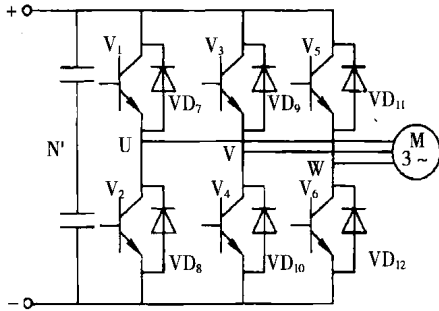 +
V₁ V₃ V₅
VD₇ VD₉ VD₁₁
N' U V W M
3 ~
V₂ V₄ V₆
VD₈ VD₁₀ VD₁₂
−